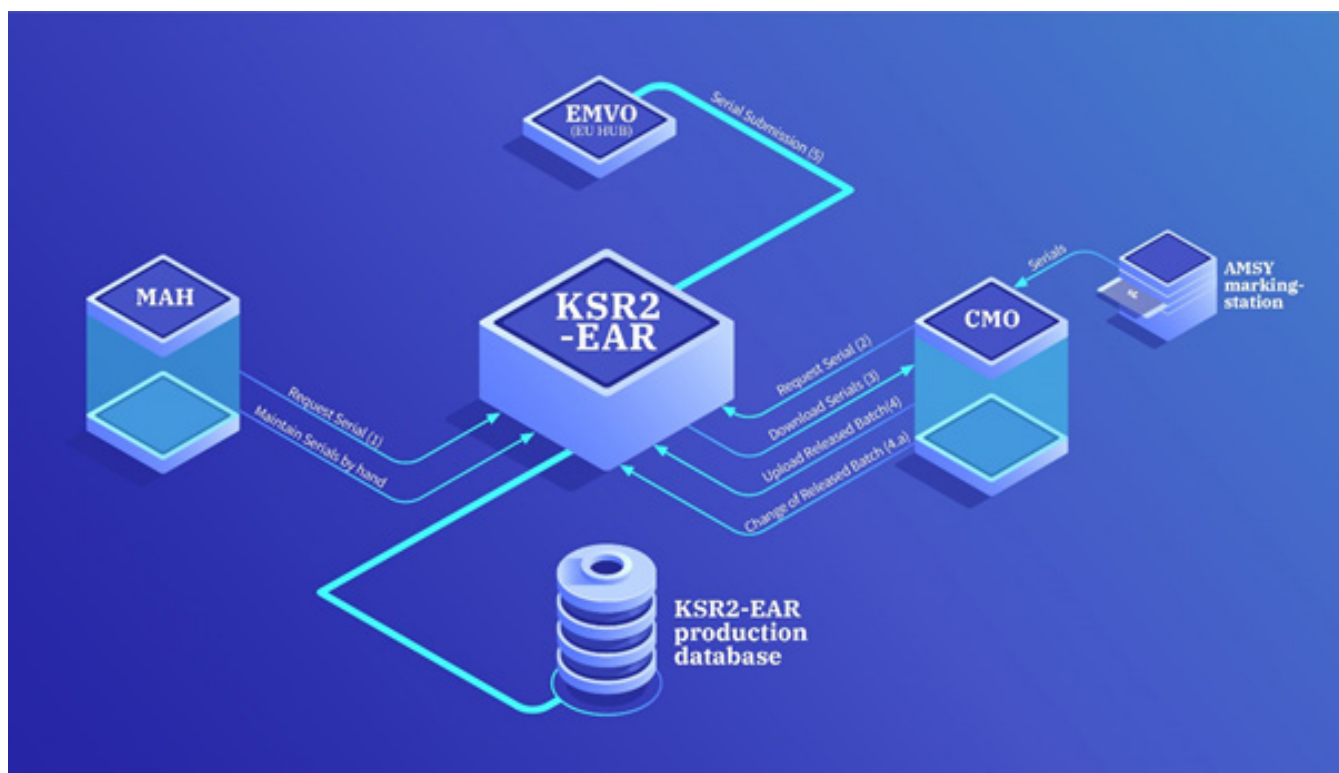 EMVO
(EU HUB)
Serial Submission (5)
MAH
KSR2
-EAR
CMO
Serials
AMSY
marking-
station
Request Serial (1)
Maintain Serials by hand
Request Serial (2)
Download Serials (3)
Upload Released Batch(4)
Change of Released Batch (4.a)
KSR2-EAR
production
database